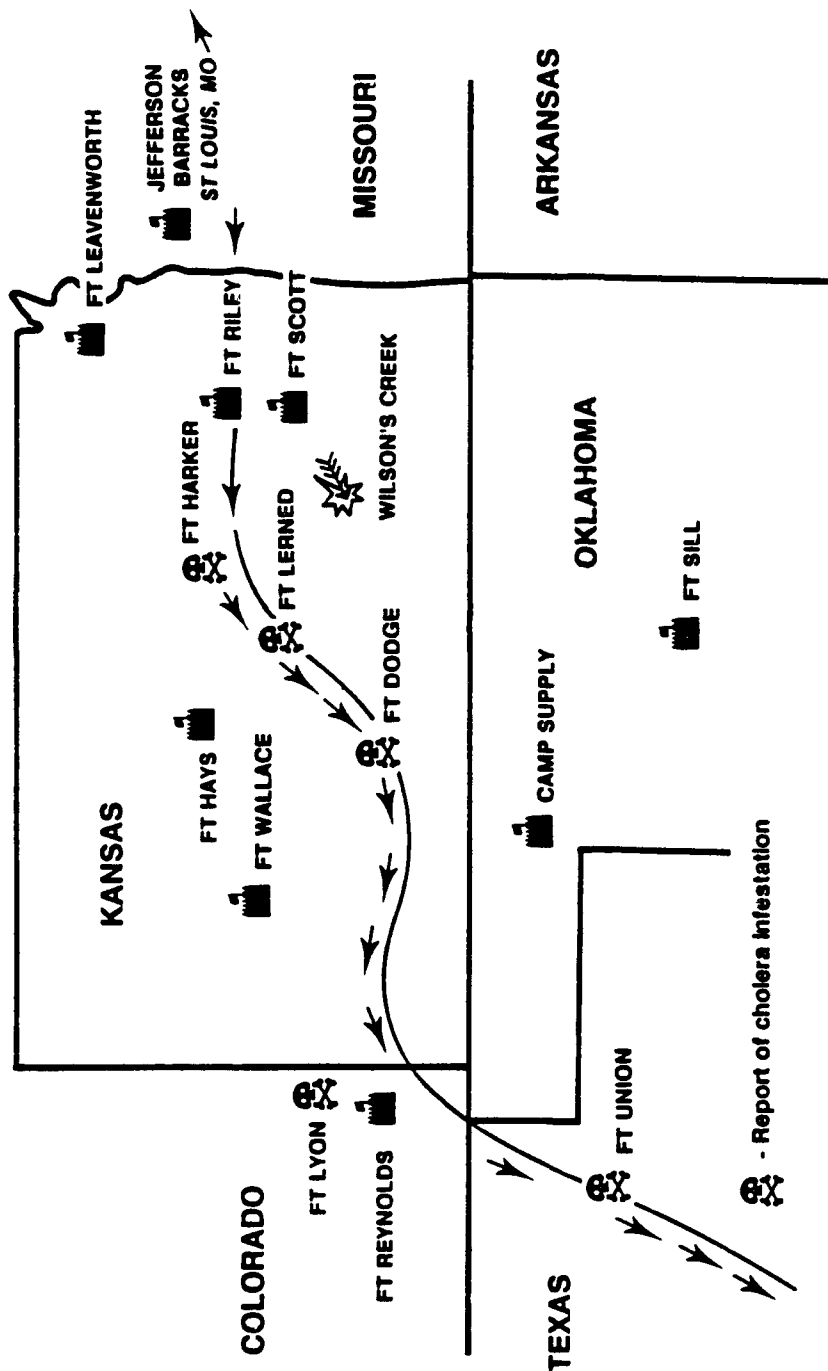 FT LEAVENWORTH
JEFFERSON
BARRACKS
ST LOUIS, MO
KANSAS
FT HAYS
FT HARKER
FT RILEY
COLORADO
FT WALLACE
FT LERNED
FT SCOTT
MISSOURI
FT LYON
WILSON'S CREEK
FT REYNOLDS
FT DODGE
CAMP SUPPLY
OKLAHOMA
ARKANSAS
TEXAS
FT UNION
FT SILL
- Report of cholera infestation